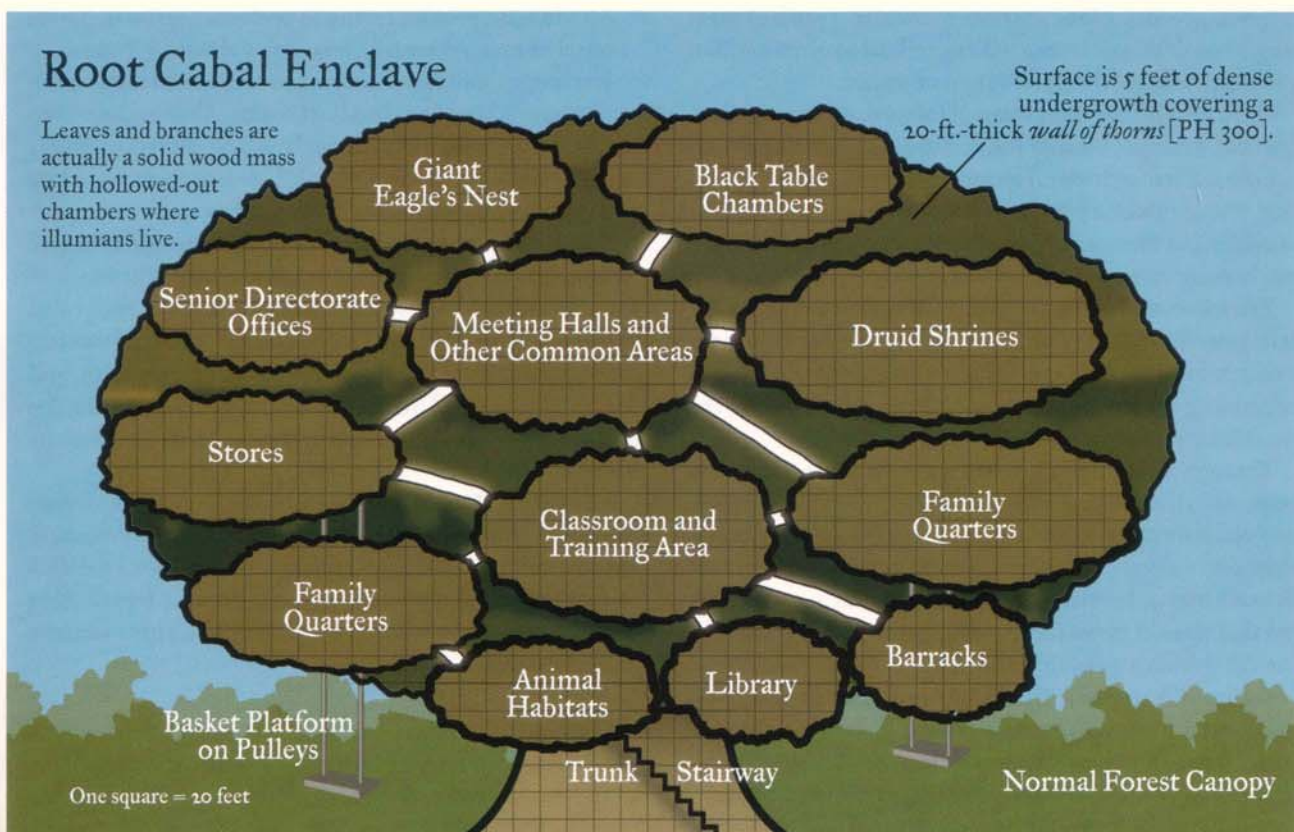 Root Cabal Enclave
Leaves and branches are
actually a solid wood mass
with hollowed-out
chambers where
illumians live.
Surface is 5 feet of dense
undergrowth covering a
20-ft.-thick wall of thorns [PH 300].
Giant
Eagle's Nest
Black Table
Chambers
Senior Directorate
Offices
Meeting Halls and
Other Common Areas
Druid Shrines
Stores
Classroom and
Training Area
Family
Quarters
Family
Quarters
Animal
Habitats
Library
Barracks
Basket Platform
on Pulleys
Trunk Stairway
Normal Forest Canopy
One square = 20 feet